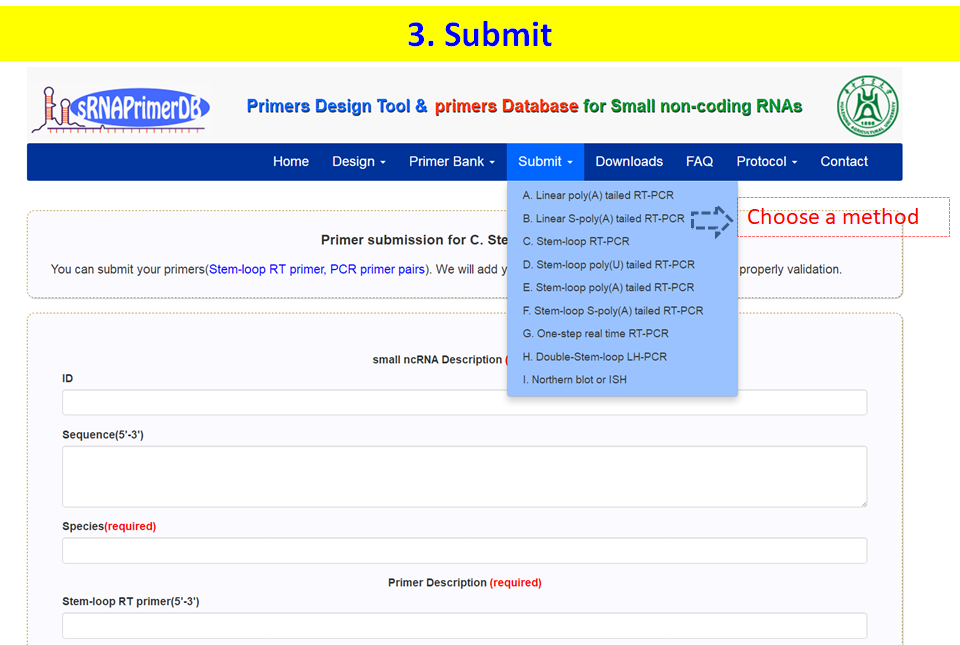 3. Submit
sRNAPrimerDB
Primers Design Tool & primers Database for Small non-coding RNAs
HUAZHONG AGRICULTURAL UNIVERSITY
1898
Home Design Primer Bank Submit Downloads FAQ Protocol Contact
A. Linear poly(A) tailed RT-PCR
B. Linear S-poly(A) tailed RT-PCR
C. Stem-loop RT-PCR
D. Stem-loop poly(U) tailed RT-PCR
E. Stem-loop poly(A) tailed RT-PCR
F. Stem-loop S-poly(A) tailed RT-PCR
G. One-step real time RT-PCR
H. Double-Stem-loop LH-PCR
I. Northern blot or ISH
Choose a method
Primer submission for C. Ste
You can submit your primers(Stem-loop RT primer, PCR primer pairs). We will add y properly validation.
small ncRNA Description (
ID
Sequence(5'-3')
Species(required)
Primer Description (required)
Stem-loop RT primer(5'-3')